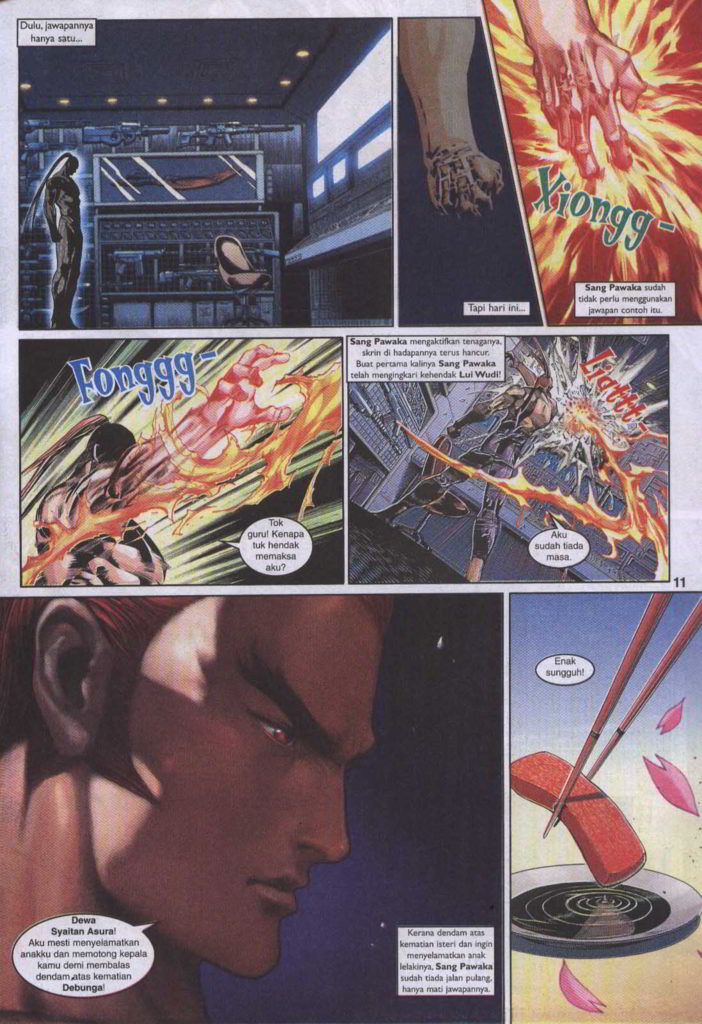 Dulu, jawapannya
hanya satu...
Tapi hari ini...
Xiongg-
Sang Pawaka sudah
tidak perlu menggunakan
jawapan contoh itu.
Fonggg-
Tok
guru! Kenapa
tuk hendak
memaksa
aku?
Sang Pawaka mengaktifkan tenaganya,
skrin di hadapannya terus hancur.
Buat pertama kalinya Sang Pawaka
telah mengingkari kehendak Lui Wudi!
Aku
sudah tiada
masa.
11
Dewa
Syaitan Asura!
Aku mesti menyelamatkan
anakku dan memotong kepala
kamu demi membalas
dendam atas kematian
Debunga!
Kerana dendam atas
kematian isteri dan ingin
menyelamatkan anak
lelakinya, Sang Pawaka
sudah tiada jalan pulang,
hanya mati jawapannya.
Enak
sungguh!